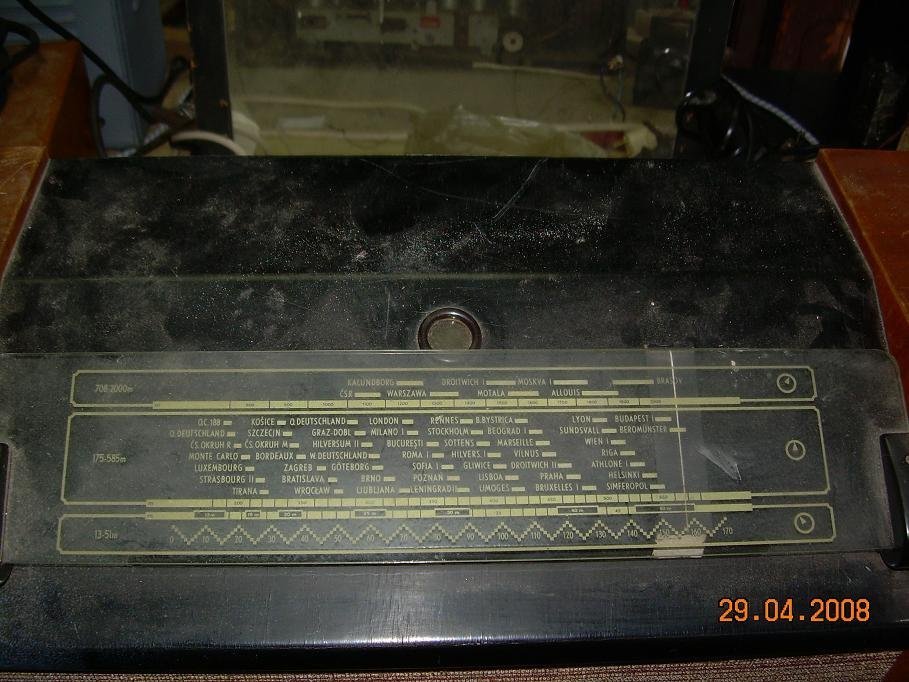 KALUNDBORG DROITWICH I MOSKVA I BRASOV
708-2000m ČSR WARSZAWA MOTALA ALLOUIS
O.C.188 KOŠICE O.DEUTSCHLAND LONDON RENNES B.BYSTRICA LYON BUDAPEST I
O.DEUTSCHLAND SZCZECIN GRAZ-DOBL MILANO I STOCKHOLM BEOGRAD I SUNDSVALL BEROMÜNSTER
ČS.OKRUH R ČS.OKRUH M HILVERSUM II BUCUREŞTI SOTTENS MARSEILLE WIEN I
175-585m MONTE CARLO BORDEAUX W.DEUTSCHLAND ROMA I HILVERS.I VILNUS RIGA
LUXEMBOURG ZAGREB GÖTEBORG SOFIA I GLIWICE DROITWICH II ATHLONE I
STRASBOURG II BRATISLAVA BRNO POZNAŃ LISBOA PRAHA HELSINKI
TIRANA WROCŁAW LJUBLJANA LENINGRAD II LIMOGES BRUXELLES I SIMFEROPOL
13-51m 0 10 20 30 40 50 60 70 80 90 100 110 120 130 140 150 160 170
29.04.2008